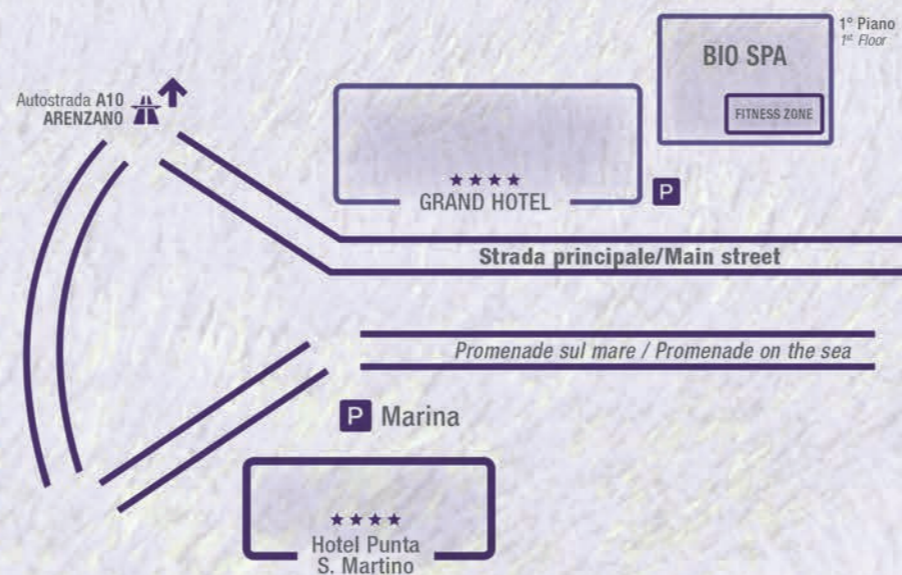 1° Piano
1st Floor
BIO SPA
FITNESS ZONE
Autostrada A10
ARENZANO
★★★★
GRAND HOTEL
P
Strada principale/Main street
Promenade sul mare / Promenade on the sea
P Marina
★★★★
Hotel Punta
S. Martino